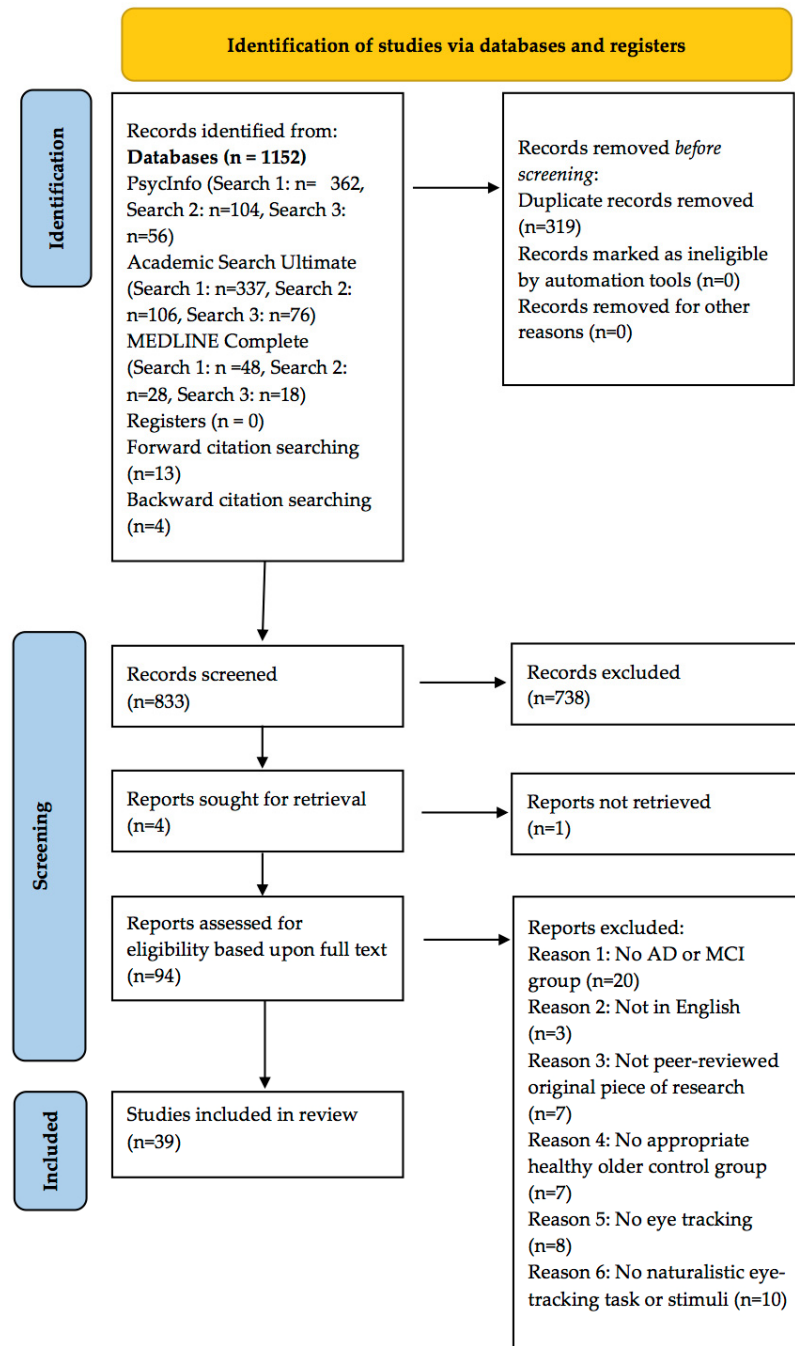 Identification of studies via databases and registers
Identification
Records identified from:
Databases (n = 1152)
PsycInfo (Search 1: n= 362,
Search 2: n=104, Search 3:
n=56)
Academic Search Ultimate
(Search 1: n=337, Search 2:
n=106, Search 3: n=76)
MEDLINE Complete
(Search 1: n =48, Search 2:
n=28, Search 3: n=18)
Registers (n = 0)
Forward citation searching
(n=13)
Backward citation searching
(n=4)
Records removed before
screening:
Duplicate records removed
(n=319)
Records marked as ineligible
by automation tools (n=0)
Records removed for other
reasons (n=0)
Screening
Records screened
(n=833)
Records excluded
(n=738)
Reports sought for retrieval
(n=4)
Reports not retrieved
(n=1)
Reports assessed for
eligibility based upon full text
(n=94)
Reports excluded:
Reason 1: No AD or MCI
group (n=20)
Reason 2: Not in English
(n=3)
Reason 3: Not peer-reviewed
original piece of research
(n=7)
Reason 4: No appropriate
healthy older control group
(n=7)
Reason 5: No eye tracking
(n=8)
Reason 6: No naturalistic eye-
tracking task or stimuli (n=10)
Included
Studies included in review
(n=39)